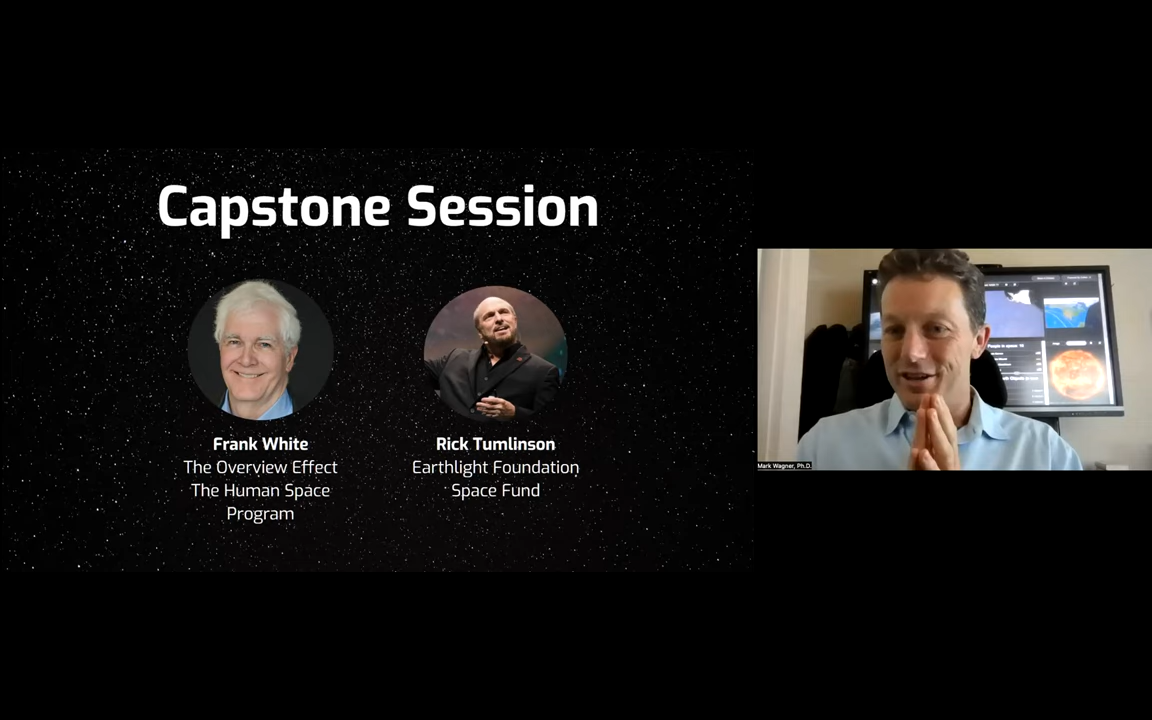 Capstone Session
Frank White
The Overview Effect
The Human Space
Program
Rick Tumlinson
Earthlight Foundation
Space Fund
Mark Wagner, Ph.D.